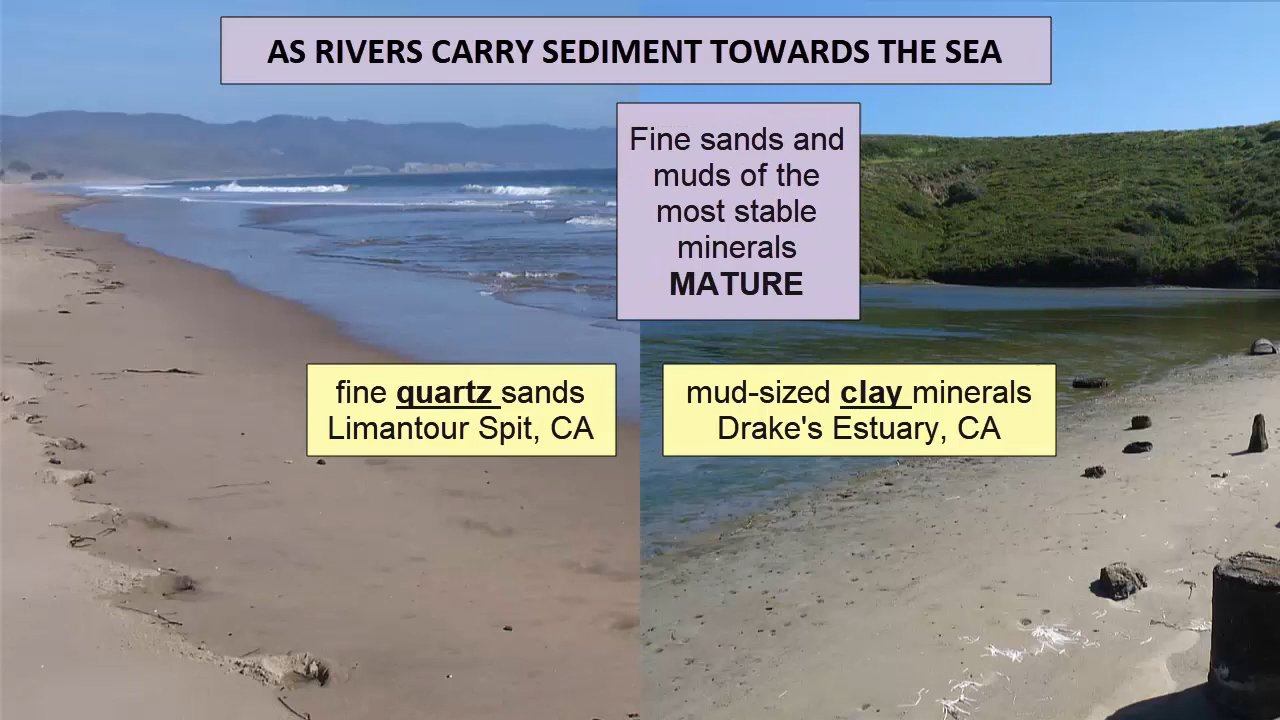 AS RIVERS CARRY SEDIMENT TOWARDS THE SEA
Fine sands and
muds of the
most stable
minerals
MATURE
fine quartz sands
Limantour Spit, CA
mud-sized clay minerals
Drake's Estuary, CA